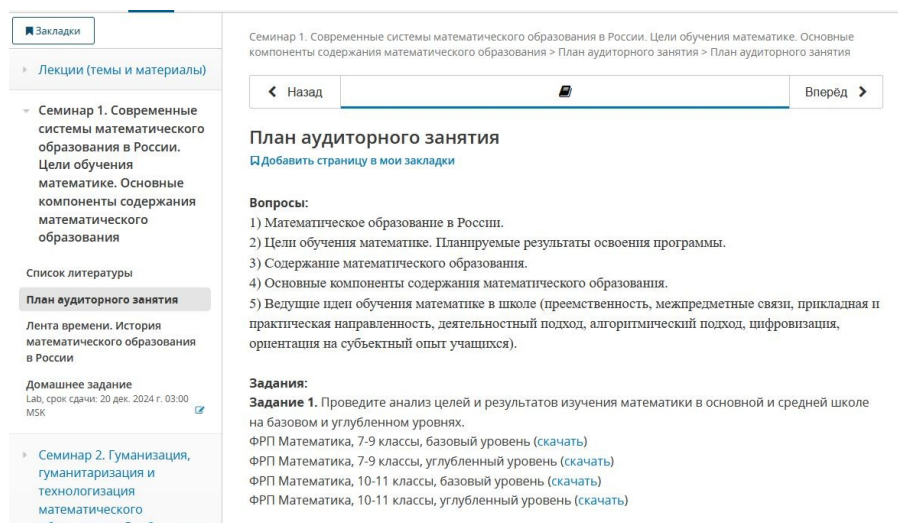 Закладки
Лекции (темы и материалы)
Семинар 1. Современные
системы математического
образования в России.
Цели обучения
математике. Основные
компоненты содержания
математического
образования
Список литературы
План аудиторного занятия
Лента времени. История
математического образования
в России
Домашнее задание
Lab, срок сдачи: 20 дек. 2024 г. 03:00
MSK
Семинар 2. Гуманизация,
гуманитаризация и
технологизация
математического
Семинар 1. Современные системы математического образования в России. Цели обучения математике. Основные
компоненты содержания математического образования > План аудиторного занятия > План аудиторного занятия
Назад
Вперёд
План аудиторного занятия
Добавить страницу в мои закладки
Вопросы:
1) Математическое образование в России.
2) Цели обучения математике. Планируемые результаты освоения программы.
3) Содержание математического образования.
4) Основные компоненты содержания математического образования.
5) Ведущие идеи обучения математике в школе (преемственность, межпредметные связи, прикладная и
практическая направленность, деятельностный подход, алгоритмический подход, цифровизация,
ориентация на субъектный опыт учащихся).
Задания:
Задание 1. Проведите анализ целей и результатов изучения математики в основной и средней школе
на базовом и углубленном уровнях.
ФРП Математика, 7-9 классы, базовый уровень (скачать)
ФРП Математика, 7-9 классы, углубленный уровень (скачать)
ФРП Математика, 10-11 классы, базовый уровень (скачать)
ФРП Математика, 10-11 классы, углубленный уровень (скачать)